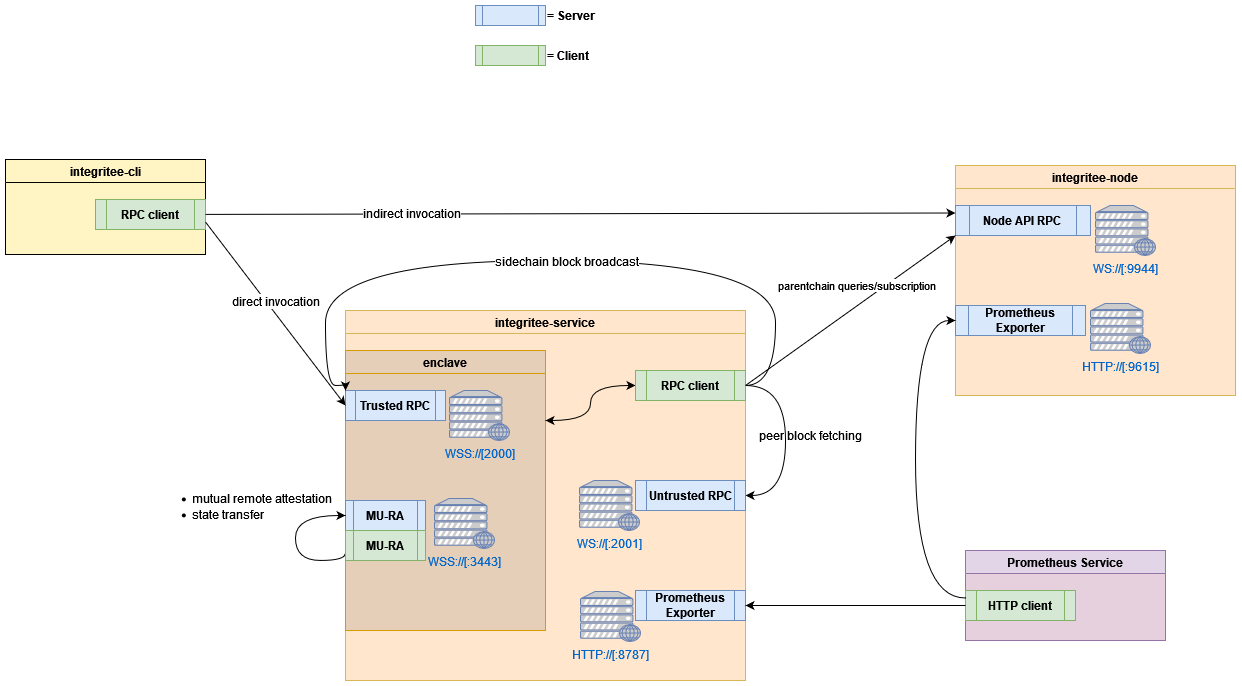 = Server
= Client
integritee-cli
RPC client
integritee-node
indirect invocation
Node API RPC
WS://[:9944]
sidechain block broadcast
parentchain queries/subscription
direct invocation
Prometheus
Exporter
HTTP://[:9615]
integritee-service
enclave
RPC client
Trusted RPC
WSS://[2000]
peer block fetching
• mutual remote attestation
• state transfer
MU-RA
MU-RA
WSS://[:3443]
Untrusted RPC
WS://[:2001]
Prometheus
Exporter
HTTP://[:8787]
Prometheus Service
HTTP client